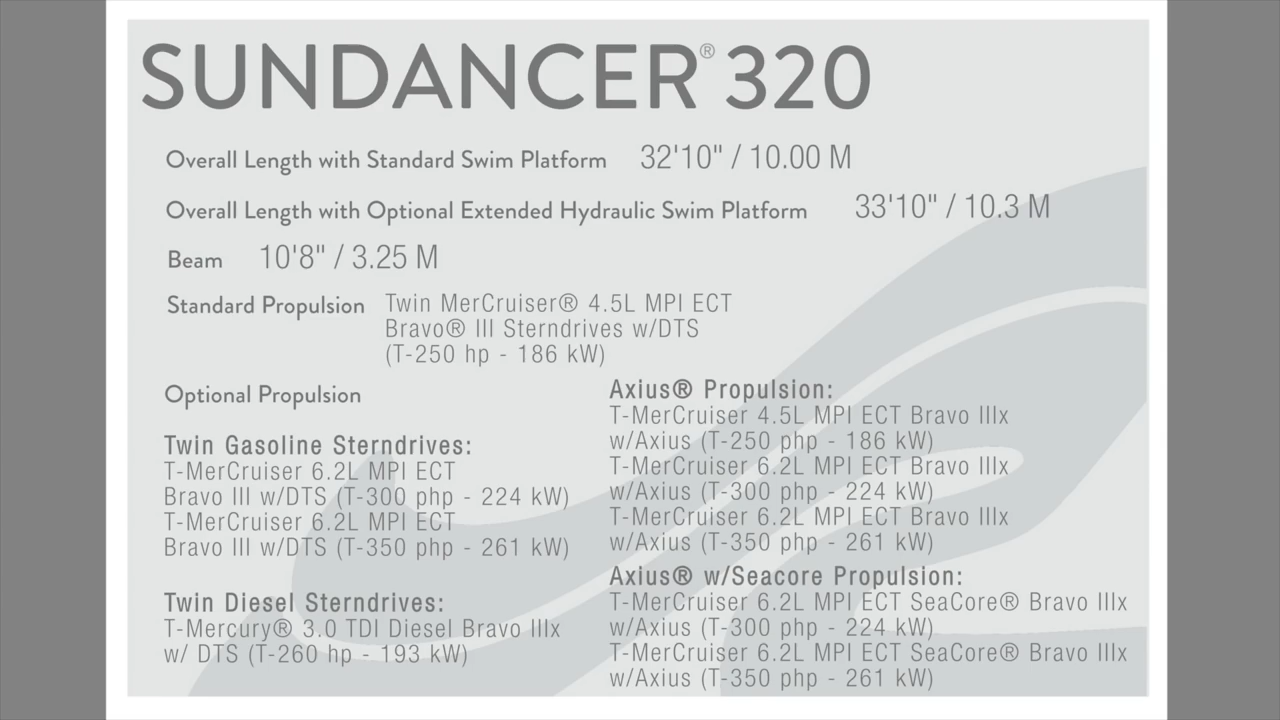 SUNDANCER® 320
Overall Length with Standard Swim Platform 32'10" / 10.00 M
Overall Length with Optional Extended Hydraulic Swim Platform 33'10" / 10.3 M
Beam 10'8" / 3.25 M
Standard Propulsion Twin MerCruiser® 4.5L MPI ECT
Bravo® III Sterndrives w/DTS
(T-250 hp - 186 kW)
Optional Propulsion
Twin Gasoline Sterndrives:
T-MerCruiser 6.2L MPI ECT
Bravo III w/DTS (T-300 php - 224 kW)
T-MerCruiser 6.2L MPI ECT
Bravo III w/DTS (T-350 php - 261 kW)
Twin Diesel Sterndrives:
T-Mercury® 3.0 TDI Diesel Bravo IIIx
w/ DTS (T-260 hp - 193 kW)
Axius® Propulsion:
T-MerCruiser 4.5L MPI ECT Bravo IIIx
w/Axius (T-250 php - 186 kW)
T-MerCruiser 6.2L MPI ECT Bravo IIIx
w/Axius (T-300 php - 224 kW)
T-MerCruiser 6.2L MPI ECT Bravo IIIx
w/Axius (T-350 php - 261 kW)
Axius® w/Seacore Propulsion:
T-MerCruiser 6.2L MPI ECT SeaCore® Bravo IIIx
w/Axius (T-300 php - 224 kW)
T-MerCruiser 6.2L MPI ECT SeaCore® Bravo IIIx
w/Axius (T-350 php - 261 kW)